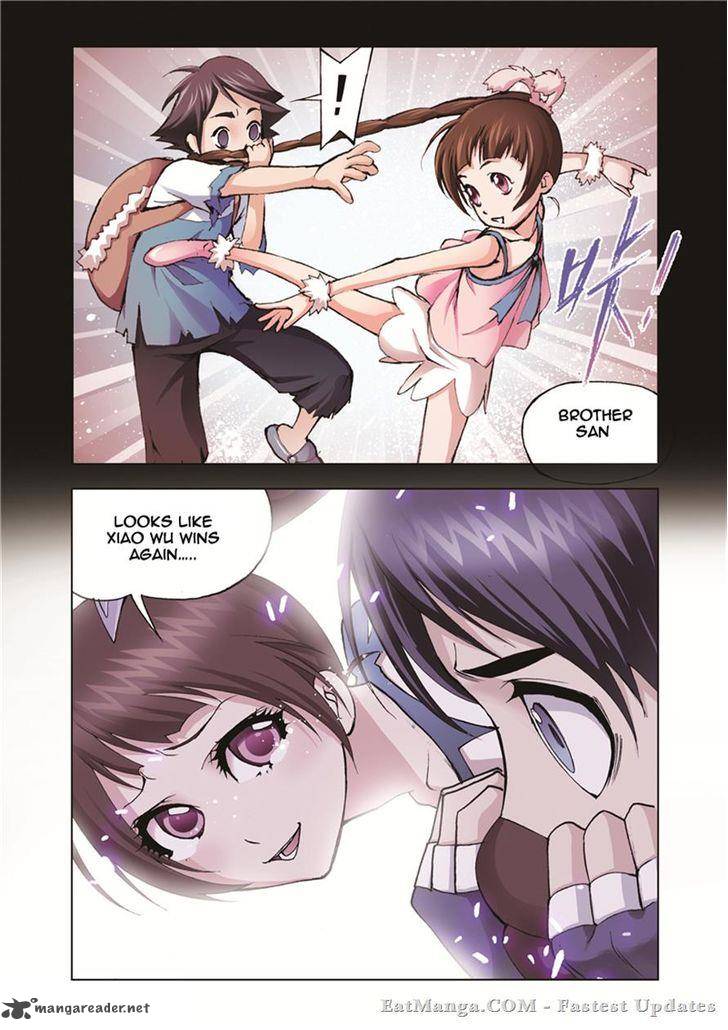 !
咔!
BROTHER
SAN
LOOKS LIKE
XIAO WU WINS
AGAIN.....
mangareader.net
EATMANGA.COM - FASTEST UPDATES